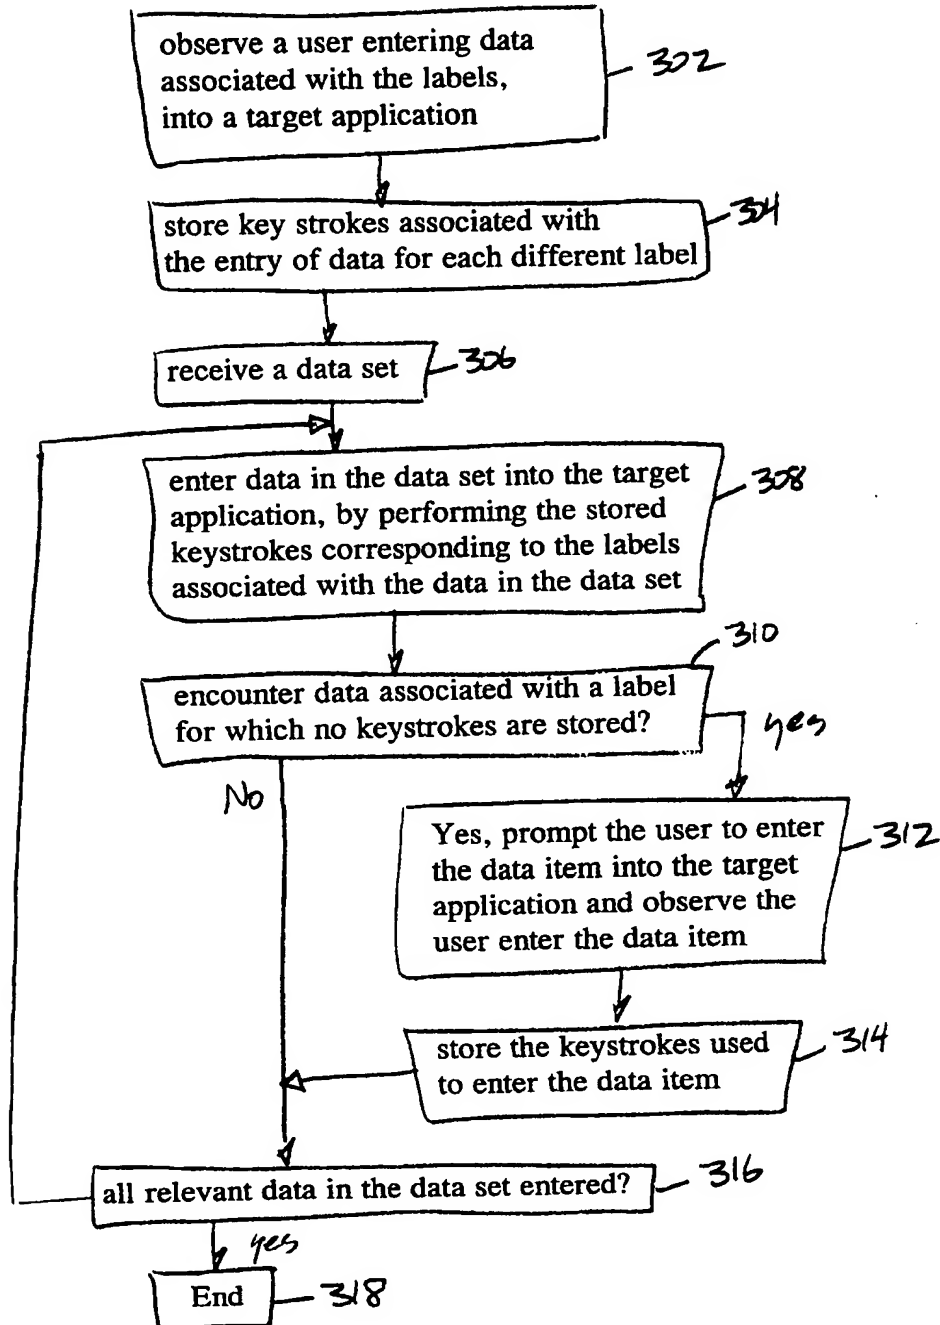 observe a user entering data
associated with the labels,
into a target application
302
store key strokes associated with
the entry of data for each different label
304
receive a data set
306
enter data in the data set into the target
application, by performing the stored
keystrokes corresponding to the labels
associated with the data in the data set
308
310
encounter data associated with a label
for which no keystrokes are stored?
yes
No
Yes, prompt the user to enter
the data item into the target
application and observe the
user enter the data item
312
store the keystrokes used
to enter the data item
314
all relevant data in the data set entered?
316
yes
End
318